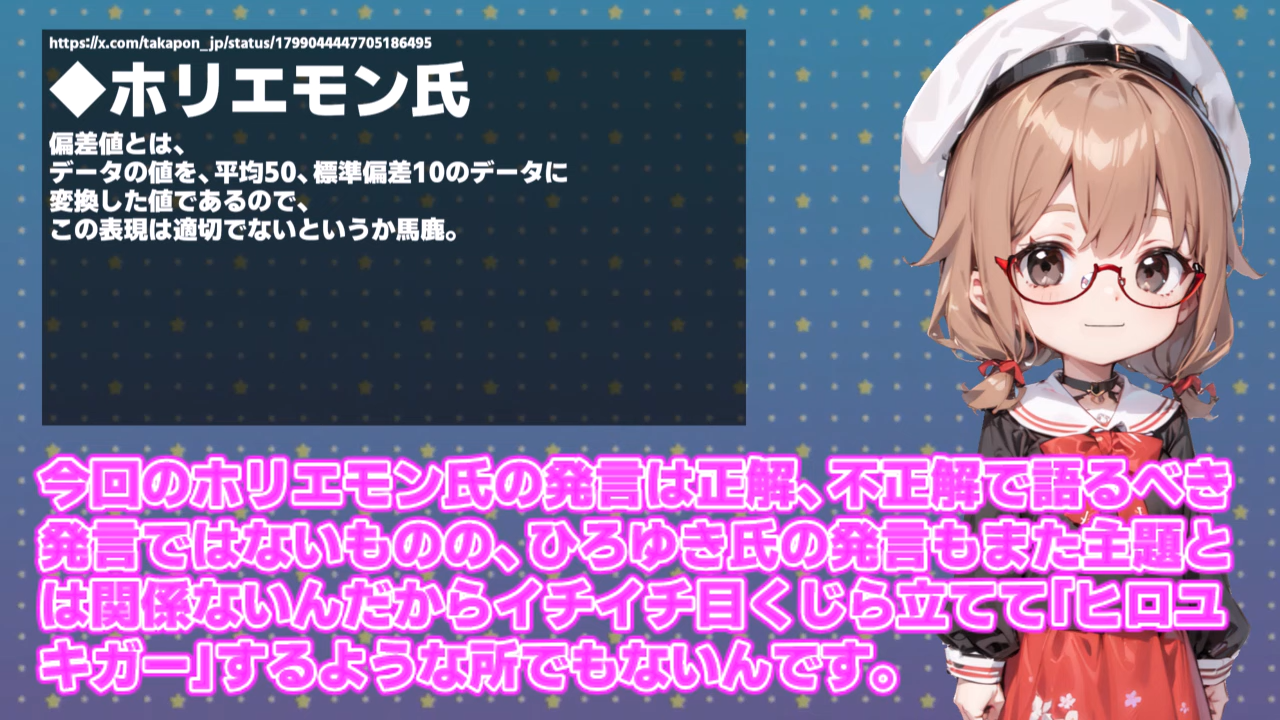 https://x.com/takapon_jp/status/1799044447705186495
◆ホリエモン氏
偏差値とは、
データの値を、平均50、標準偏差10のデータに
変換した値であるので、
この表現は適切でないというか馬鹿。
今回のホリエモン氏の発言は正解、不正解で語るべき
発言ではないものの、ひろゆき氏の発言もまた主題と
は関係ないんだからイチイチ目くじら立てて「ヒロユ
キガー」するような所でもないんです。